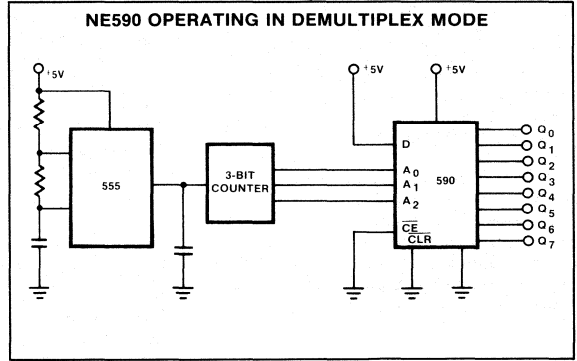 NE590 OPERATING IN DEMULTIPLEX MODE
+5V
+5V
+5V
555
3-BIT
COUNTER
590
D
A0
A1
A2
CE
CLR
Q0
Q1
Q2
Q3
Q4
Q5
Q6
Q7